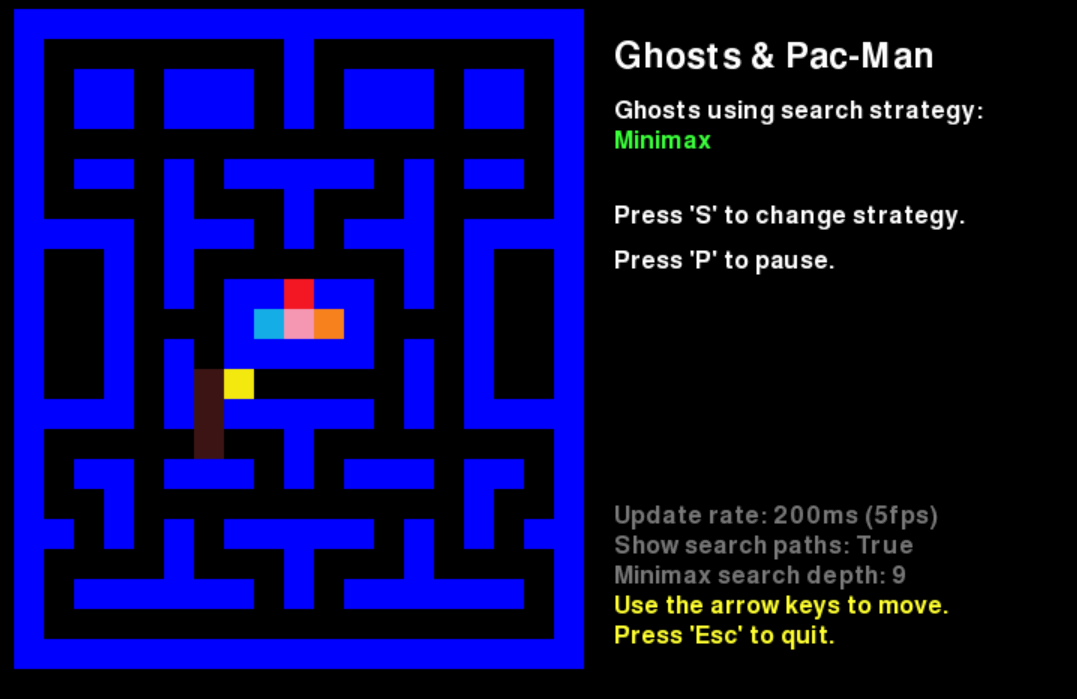 Ghosts & Pac-Man
Ghosts using search strategy:
Minimax
Press 'S' to change strategy.
Press 'P' to pause.
Update rate: 200ms (5fps)
Show search paths: True
Minimax search depth: 9
Use the arrow keys to move.
Press 'Esc' to quit.